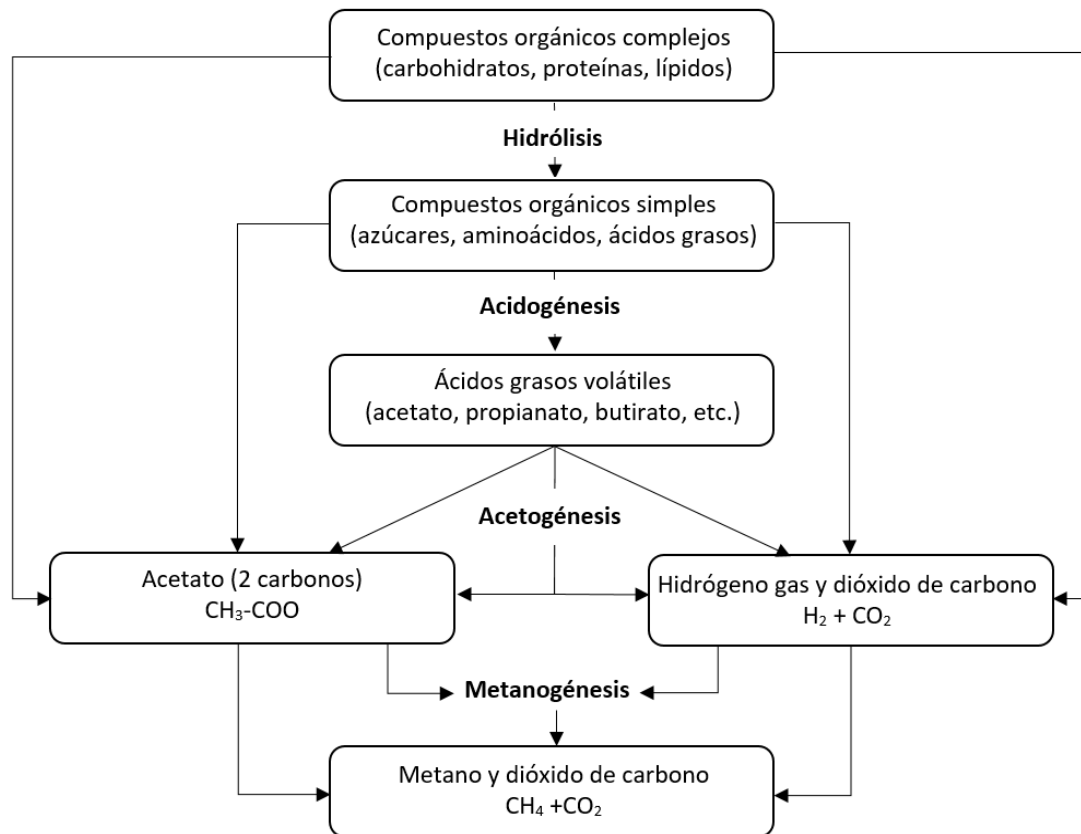 Compuestos orgánicos complejos
(carbohidratos, proteínas, lípidos)
Hidrólisis
Compuestos orgánicos simples
(azúcares, aminoácidos, ácidos grasos)
Acidogénesis
Ácidos grasos volátiles
(acetato, propianato, butirato, etc.)
Acetogénesis
Acetato (2 carbonos)
CH₃-COO
Hidrógeno gas y dióxido de carbono
H₂ + CO₂
Metanogénesis
Metano y dióxido de carbono
CH₄ +CO₂